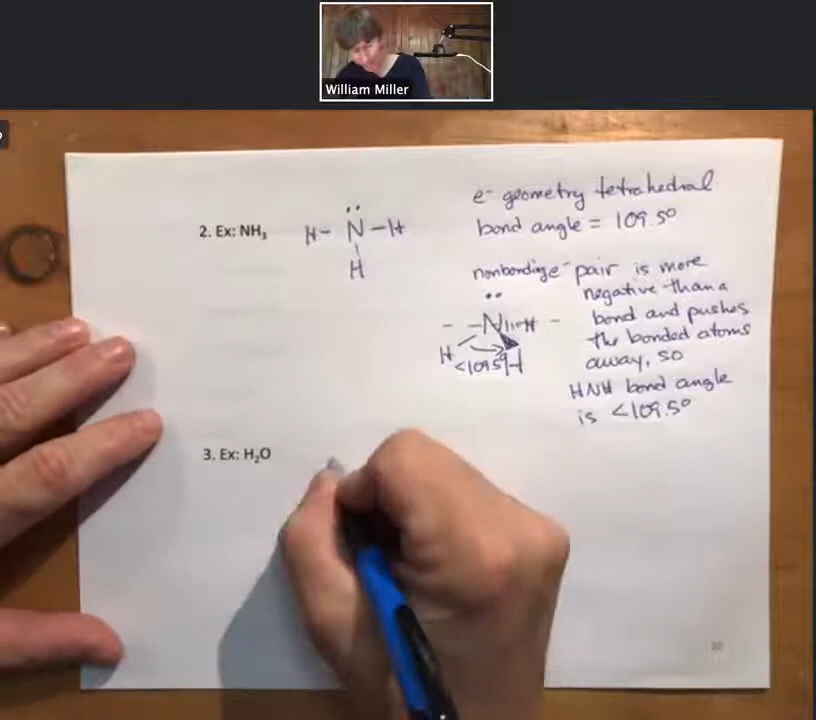 William Miller
2. Ex: NH₃
H-N̈-H
H
e⁻ geometry tetrahedral
bond angle = 109.5°
nonbonding e⁻ pair is more
negative than a
bond and pushes
the bonded atoms
away, so
HNH bond angle
is <109.5°
N H
H <109.5° H
3. Ex: H₂O